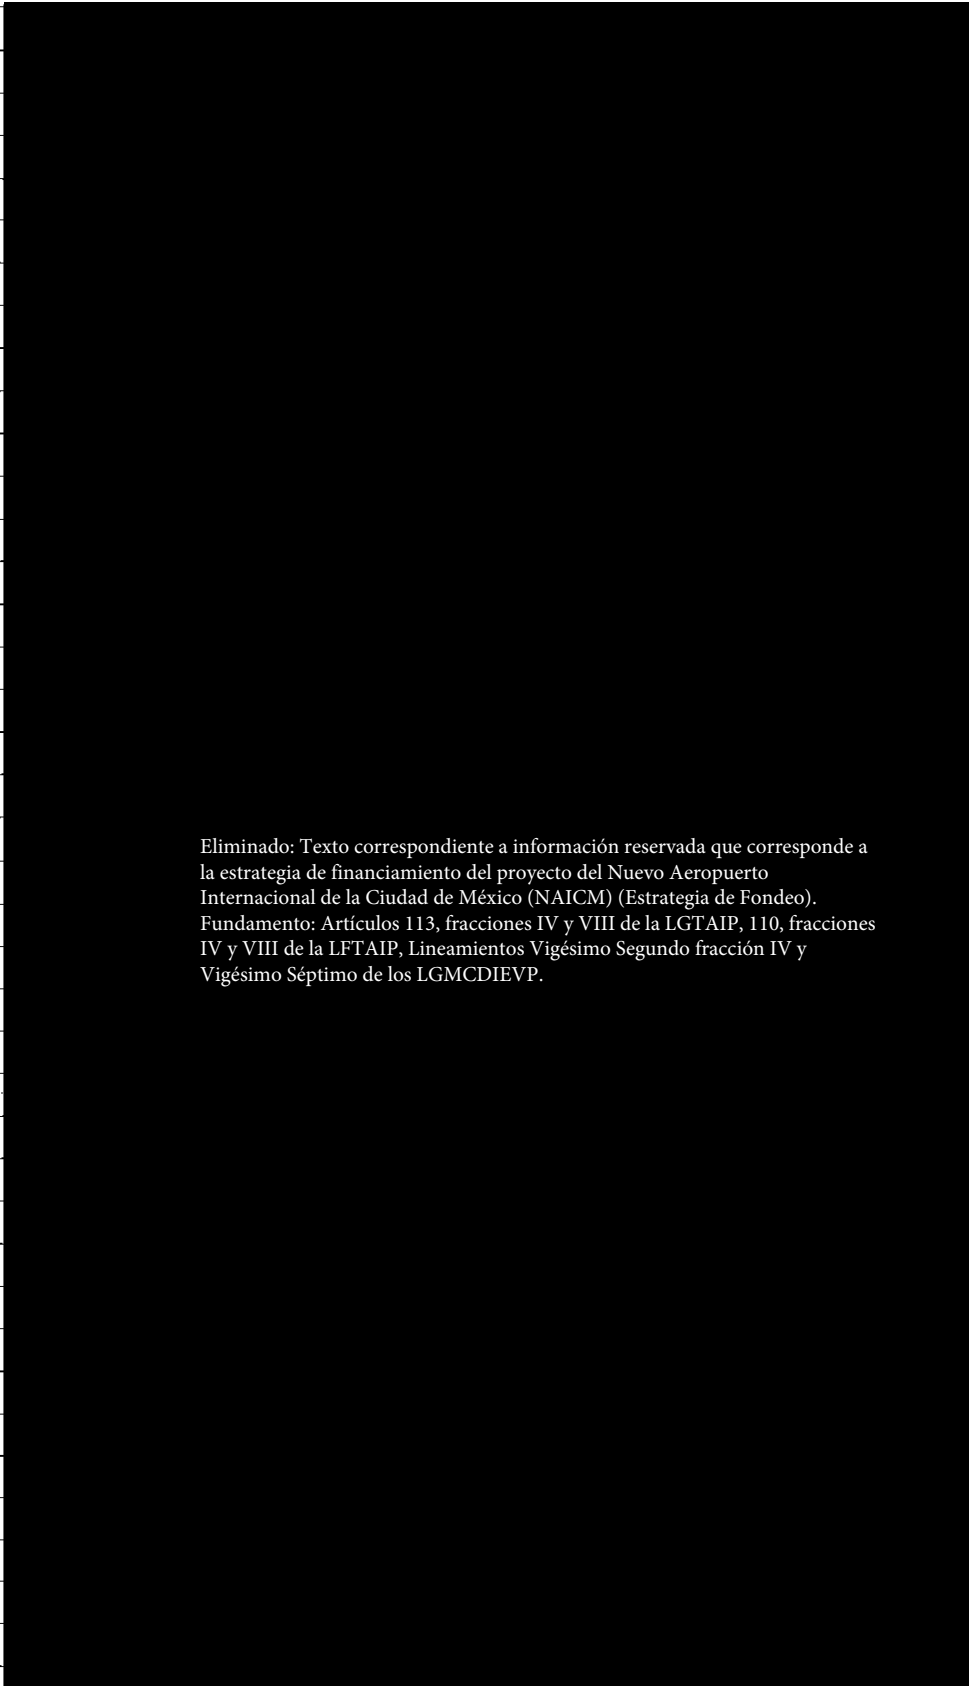 Eliminado: Texto correspondiente a información reservada que corresponde a
la estrategia de financiamiento del proyecto del Nuevo Aeropuerto
Internacional de la Ciudad de México (NAICM) (Estrategia de Fondeo).
Fundamento: Artículos 113, fracciones IV y VIII de la LGTAIP, 110, fracciones
IV y VIII de la LFTAIP, Lineamientos Vigésimo Segundo fracción IV y
Vigésimo Séptimo de los LGMCDIEVP.